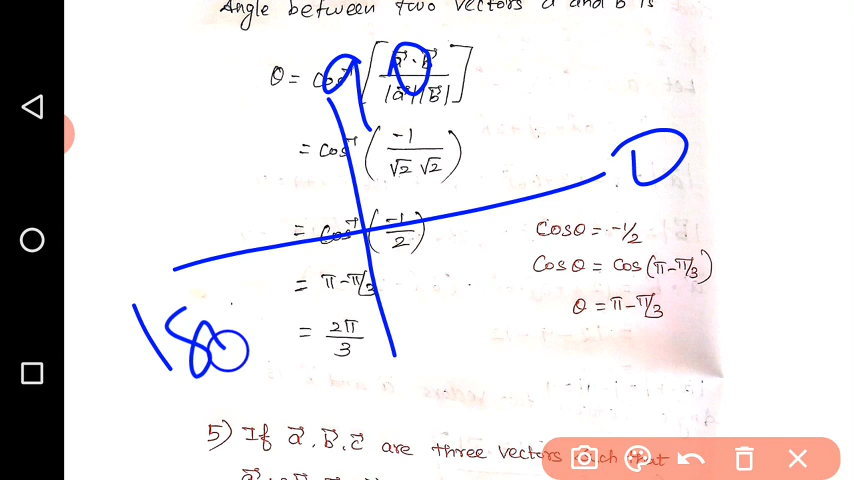 Angle between two vectors a and b is
θ = cos⁻¹ [ a⃗·b⃗ / |a⃗||b⃗| ]
90
= cos⁻¹ ( -1 / √2 √2 )
0
= cos⁻¹ ( -1 / 2 )
cosθ = -1/2
= π - π/3
cosθ = cos(π - π/3)
θ = π - π/3
180
= 2π / 3
5) If a⃗, b⃗, c⃗ are three vectors such that